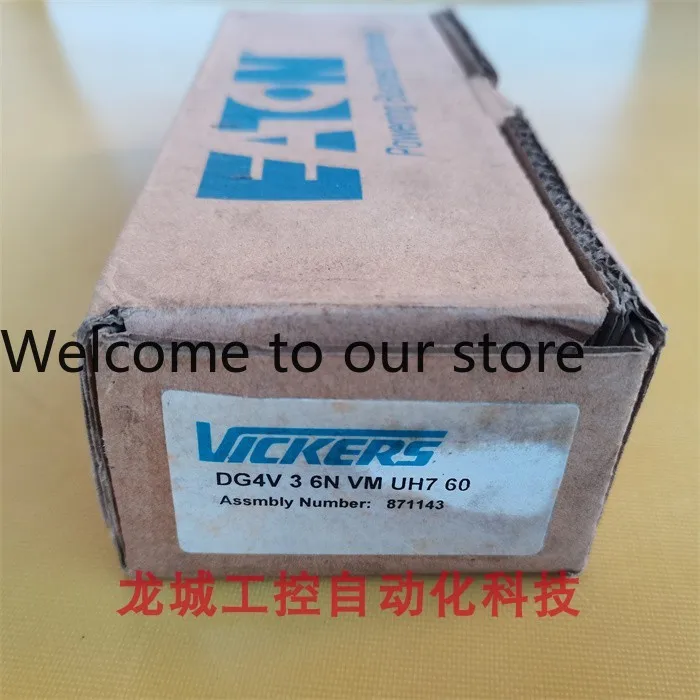 EATON
Powering Business Worldwide
Welcome to our store
VICKERS
DG4V 3 6N VM UH7 60
Assmbly Number: 871143
龙城工控自动化科技